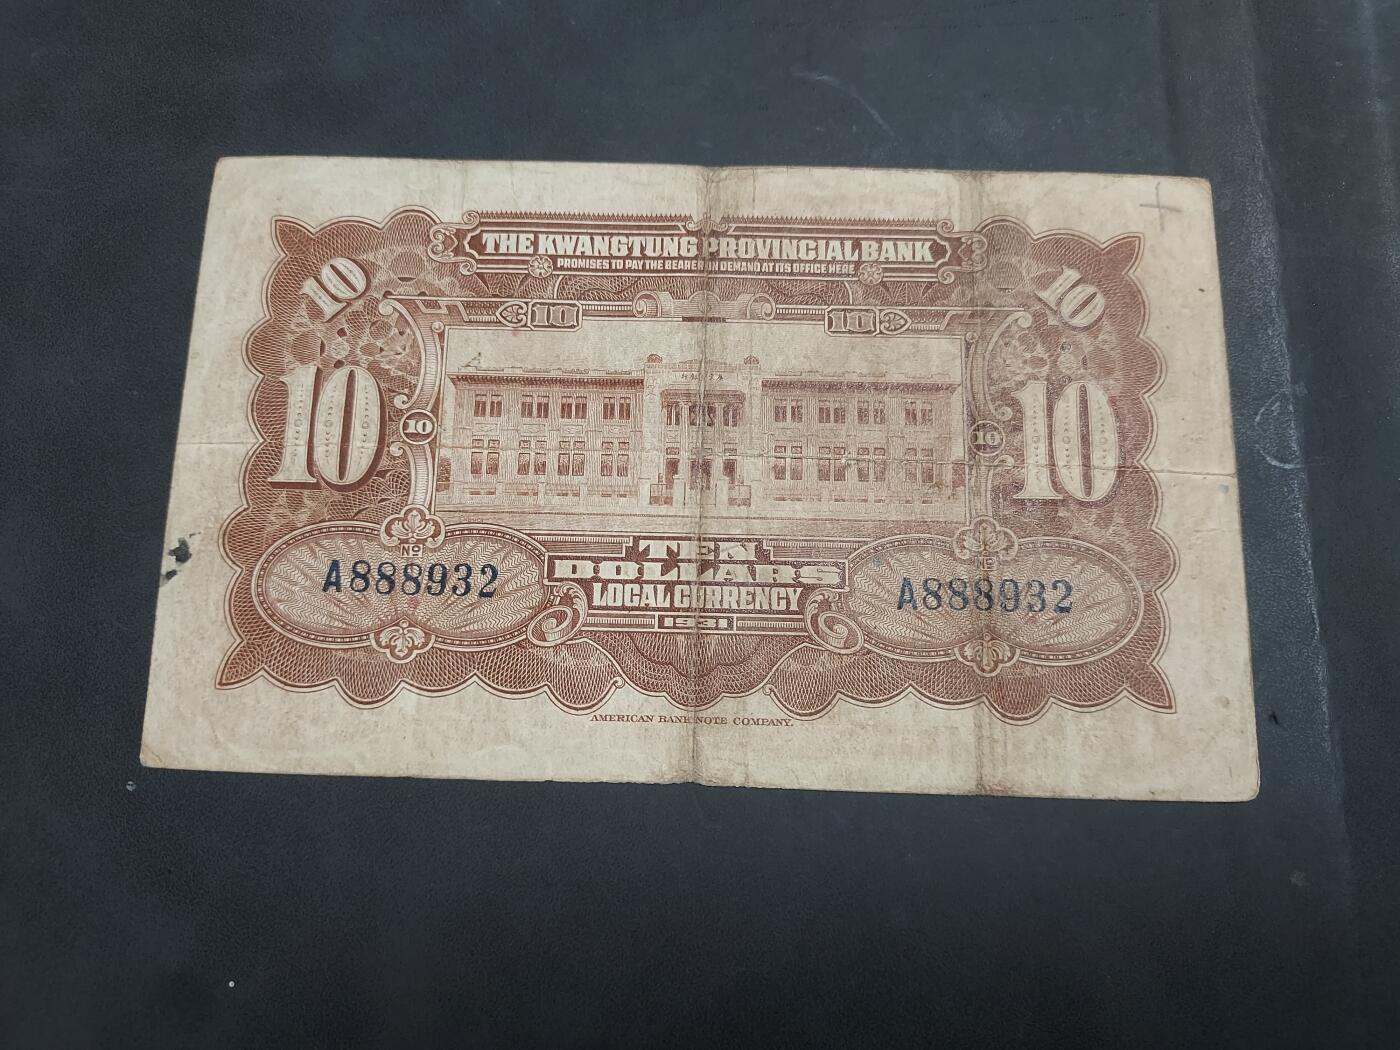 THE KWANGTUNG PROVINCIAL BANK
PROMISES TO PAY THE BEARER ON DEMAND AT ITS OFFICE HERE
10 10
10 10
10 10
10 10
Nº Nº
A888932 A888932
TEN
DOLLARS
LOCAL CURRENCY
1931
AMERICAN BANK NOTE COMPANY.